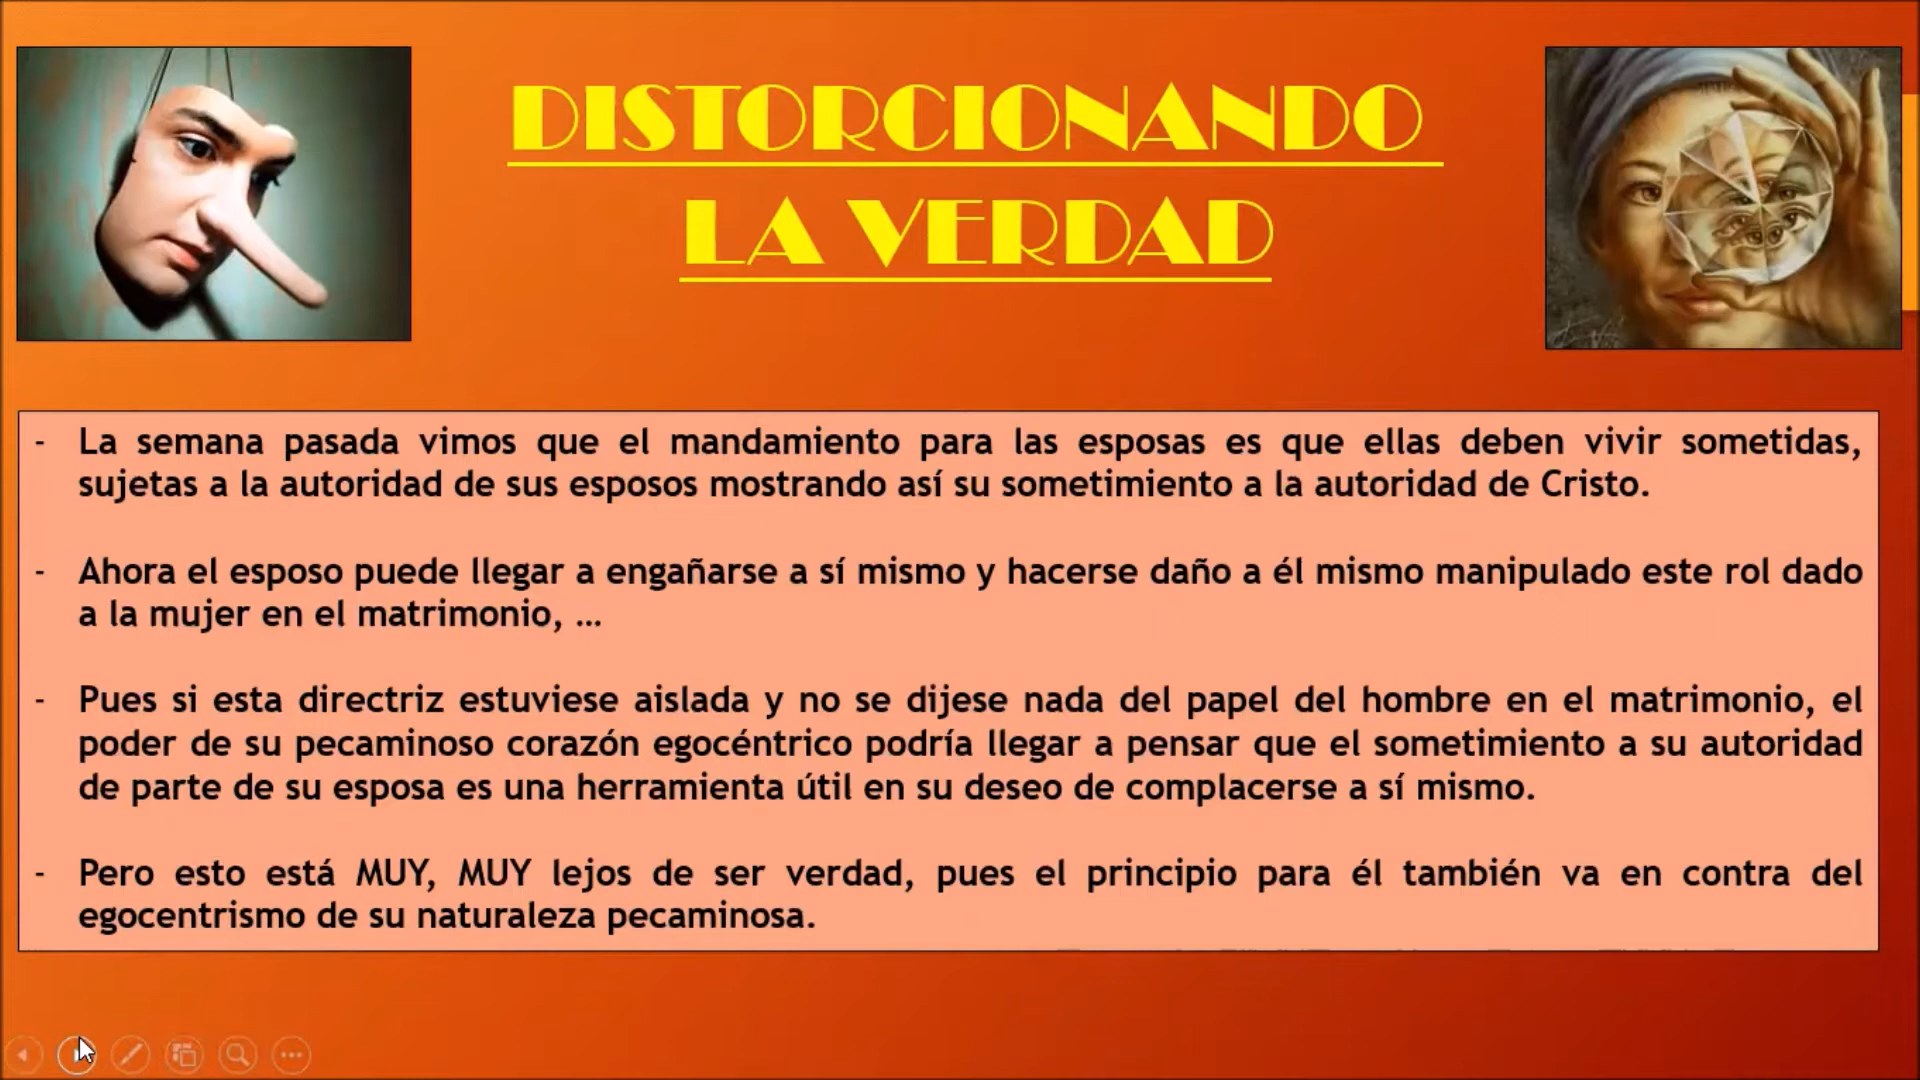 DISTORCIONANDO
LA VERDAD
- La semana pasada vimos que el mandamiento para las esposas es que ellas deben vivir sometidas,
sujetas a la autoridad de sus esposos mostrando así su sometimiento a la autoridad de Cristo.
- Ahora el esposo puede llegar a engañarse a sí mismo y hacerse daño a él mismo manipulado este rol dado
a la mujer en el matrimonio, ...
- Pues si esta directriz estuviese aislada y no se dijese nada del papel del hombre en el matrimonio, el
poder de su pecaminoso corazón egocéntrico podría llegar a pensar que el sometimiento a su autoridad
de parte de su esposa es una herramienta útil en su deseo de complacerse a sí mismo.
- Pero esto está MUY, MUY lejos de ser verdad, pues el principio para él también va en contra del
egocentrismo de su naturaleza pecaminosa.